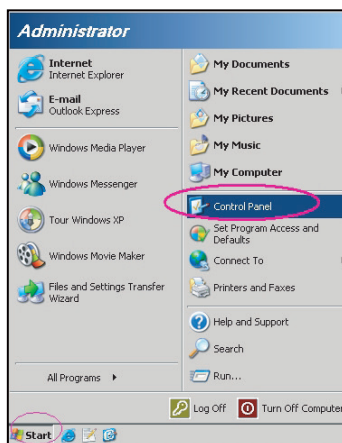 Administrator
Internet
Internet Explorer
E-mail
Outlook Express
Windows Media Player
Windows Messenger
Tour Windows XP
Windows Movie Maker
Files and Settings Transfer
Wizard
All Programs
My Documents
My Recent Documents
My Pictures
My Music
My Computer
Control Panel
Set Program Access and
Defaults
Connect To
Printers and Faxes
Help and Support
Search
Run...
Log Off
Turn Off Computer
Start